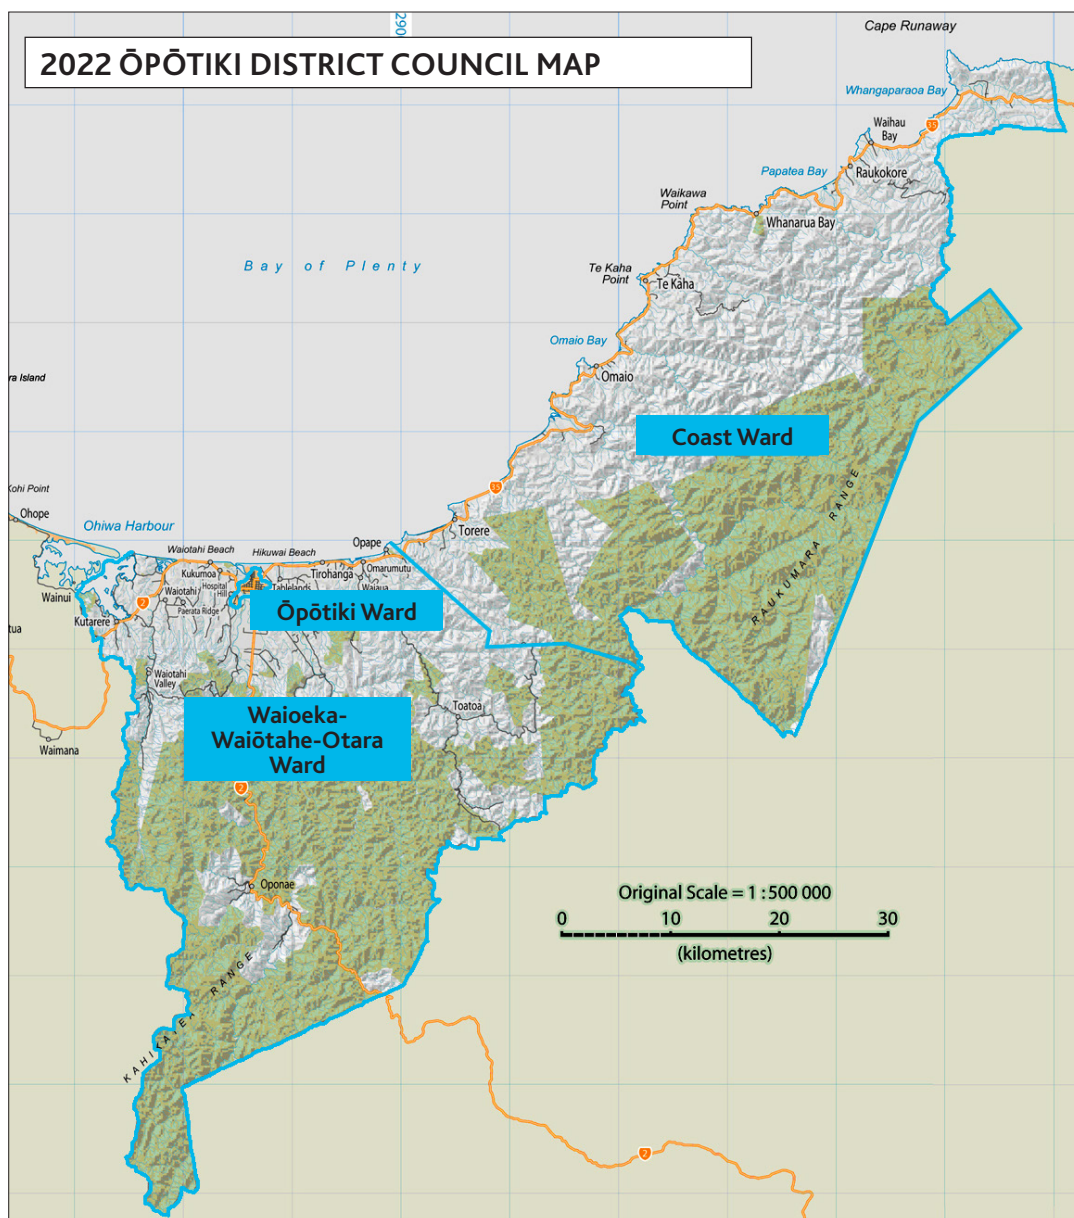 290
Cape Runaway
2022 ŌPŌTIKI DISTRICT COUNCIL MAP
Whangaparaoa Bay
35
Waihau
Bay
Papatea Bay
Raukokore
Waikawa
Point
Whanarua Bay
Bay of Plenty
Te Kaha
Point
Te Kaha
Omaio Bay
Omaio
ra Island
Coast Ward
RAUKUMARA RANGE
35
Kohi Point
Ohope
Ohiwa Harbour
Torere
Waiotahi Beach
Hikuwai Beach
Opape
Kukumoa
Tirohanga
Omarumutu
Wainui
Waiotahi
Hospital
Hill
Tablelands
Waiaua
2
Paerata Ridge
Kutarere
tua
Ōpōtiki Ward
Waiotahi
Valley
Toatoa
Waimana
Waioeka-
Waiōtahe-Otara
Ward
2
Oponae
Original Scale = 1 :500 000
0 10 20 30
(kilometres)
KAHIKATEA RANGE
2